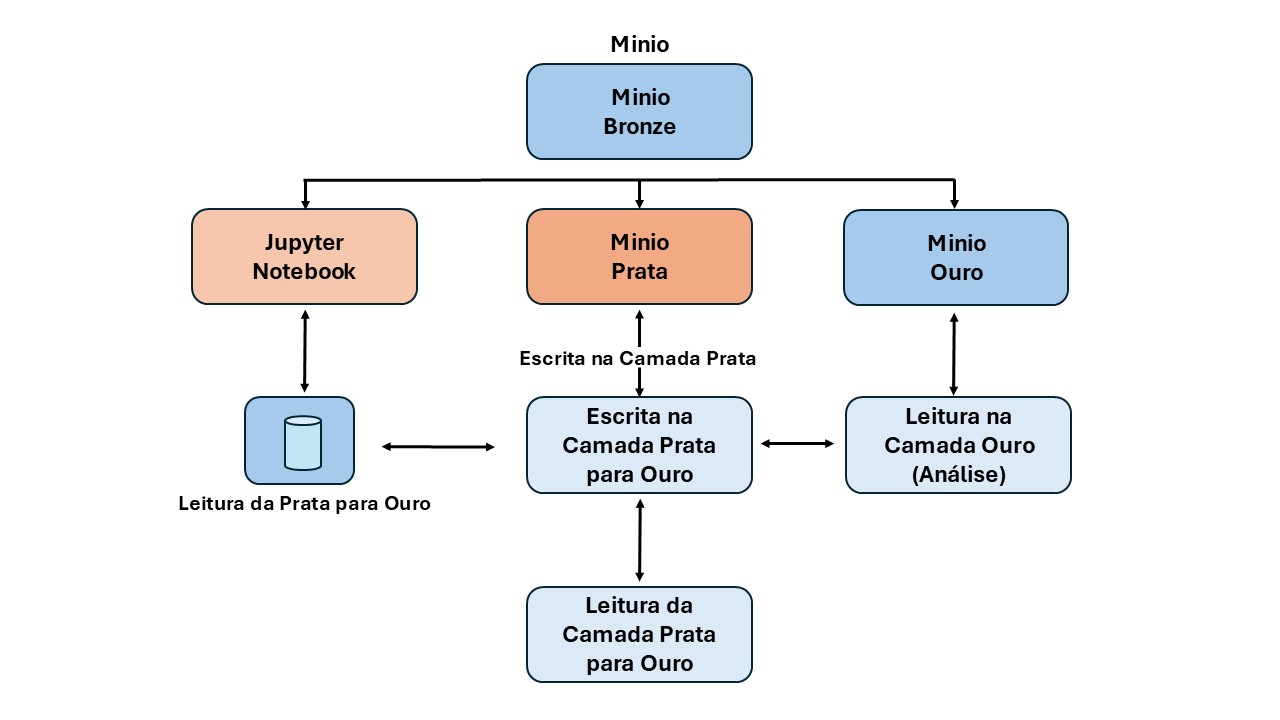 Minio
Minio
Bronze
Jupyter
Notebook
Minio
Prata
Minio
Ouro
Escrita na Camada Prata
Escrita na
Camada Prata
para Ouro
Leitura na
Camada Ouro
(Análise)
Leitura da Prata para Ouro
Leitura da
Camada Prata
para Ouro